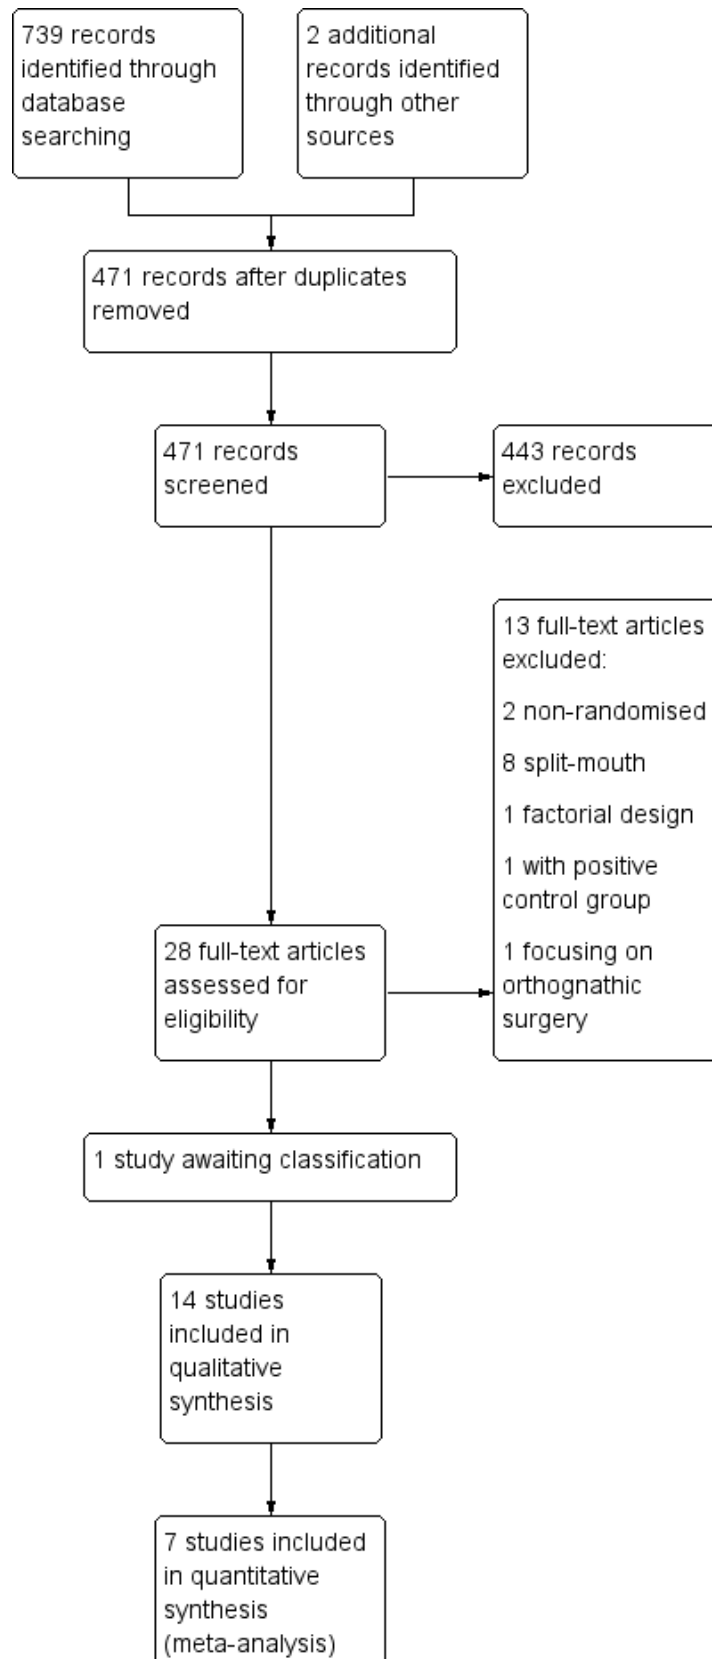 739 records
identified through
database
searching
2 additional
records identified
through other
sources
471 records after duplicates
removed
471 records
screened
443 records
excluded
13 full-text articles
excluded:
2 non-randomised
8 split-mouth
1 factorial design
1 with positive
control group
1 focusing on
orthognathic
surgery
28 full-text articles
assessed for
eligibility
1 study awaiting classification
14 studies
included in
qualitative
synthesis
7 studies included
in quantitative
synthesis
(meta-analysis)